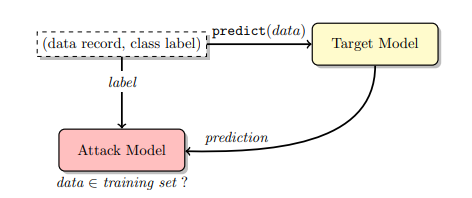 (data record, class label)
predict(data)
Target Model
label
prediction
Attack Model
data ∈ training set ?